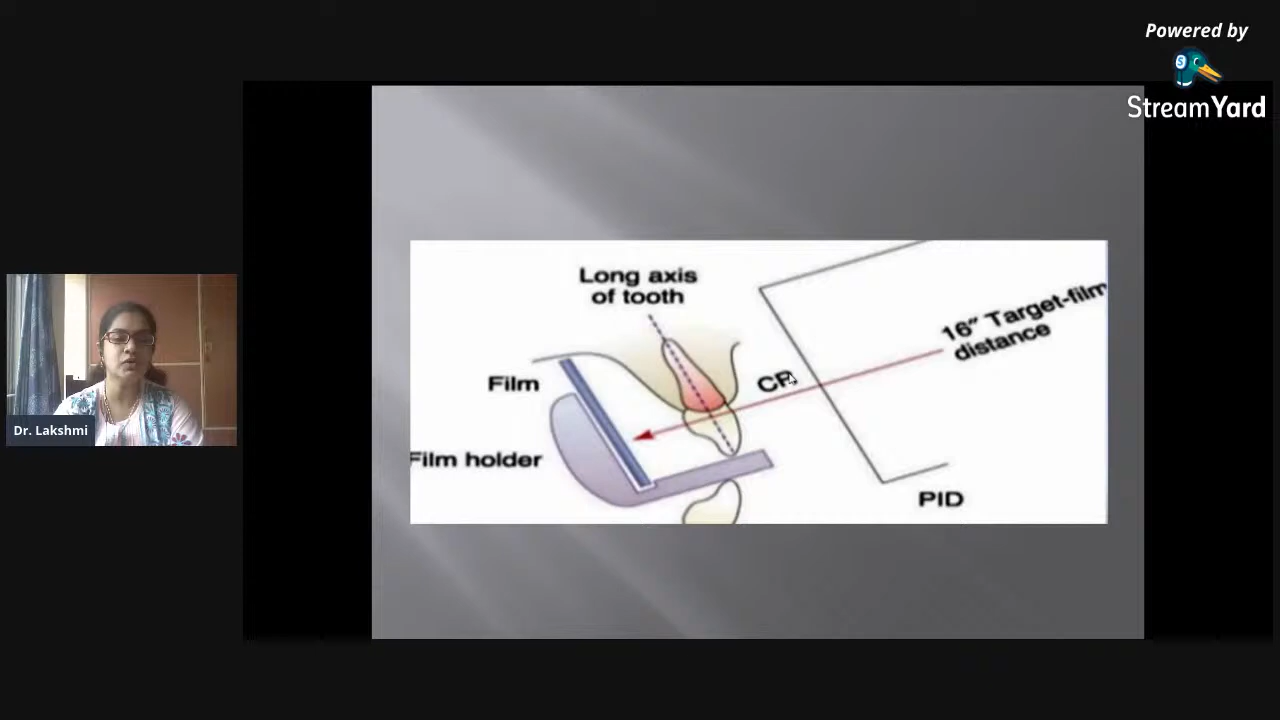 Powered by
StreamYard
Long axis
of tooth
16″ Target-film
distance
CR
Film
Film holder
PID
Dr. Lakshmi